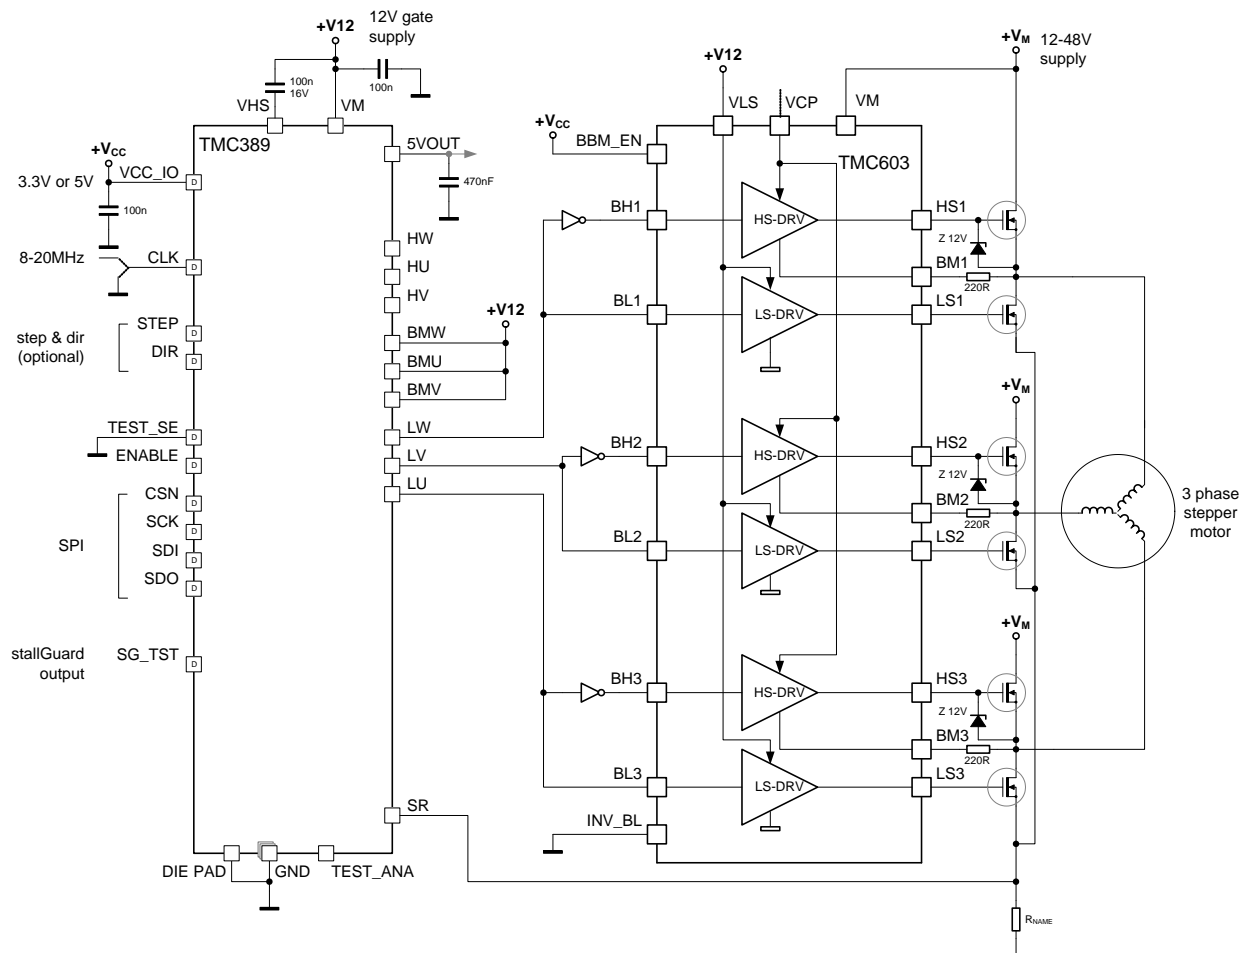 +V12
12V gate
supply
100n
16V
100n
VHS
VM
TMC389
+VCC
3.3V or 5V
VCC_IO
D
100n
8-20MHz
CLK
D
step & dir
(optional)
STEP
D
DIR
D
TEST_SE
D
ENABLE
D
SPI
CSN
D
SCK
D
SDI
D
SDO
D
stallGuard
output
SG_TST
D
DIE PAD
GND
TEST_ANA
5VOUT
470nF
HW
HU
HV
+V12
BMW
BMU
BMV
LW
LV
LU
SR
+V12
VLS
VCP
VM
TMC603
+VCC
BBM_EN
BH1
HS-DRV
HS1
Z 12V
BM1
220R
BL1
LS-DRV
LS1
BH2
HS-DRV
HS2
Z 12V
BM2
220R
BL2
LS-DRV
LS2
BH3
HS-DRV
HS3
Z 12V
BM3
220R
BL3
LS-DRV
LS3
INV_BL
+VM
12-48V
supply
+VM
+VM
3 phase
stepper
motor
RNAME